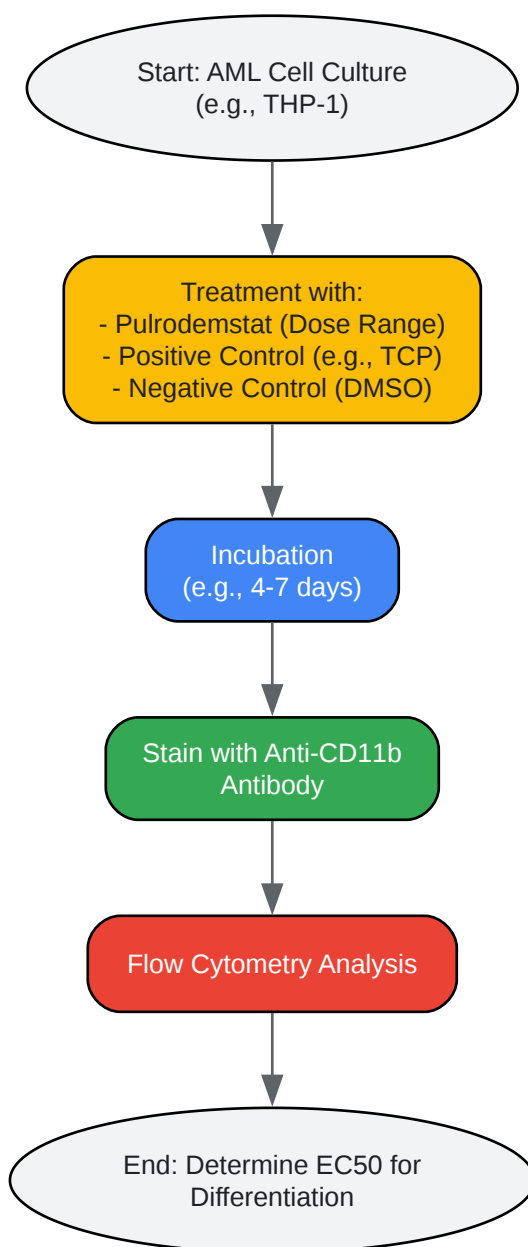 Start: AML Cell Culture
(e.g., THP-1)
Treatment with:
- Pulrodemstat (Dose Range)
- Positive Control (e.g., TCP)
- Negative Control (DMSO)
Incubation
(e.g., 4-7 days)
Stain with Anti-CD11b
Antibody
Flow Cytometry Analysis
End: Determine EC50 for
Differentiation